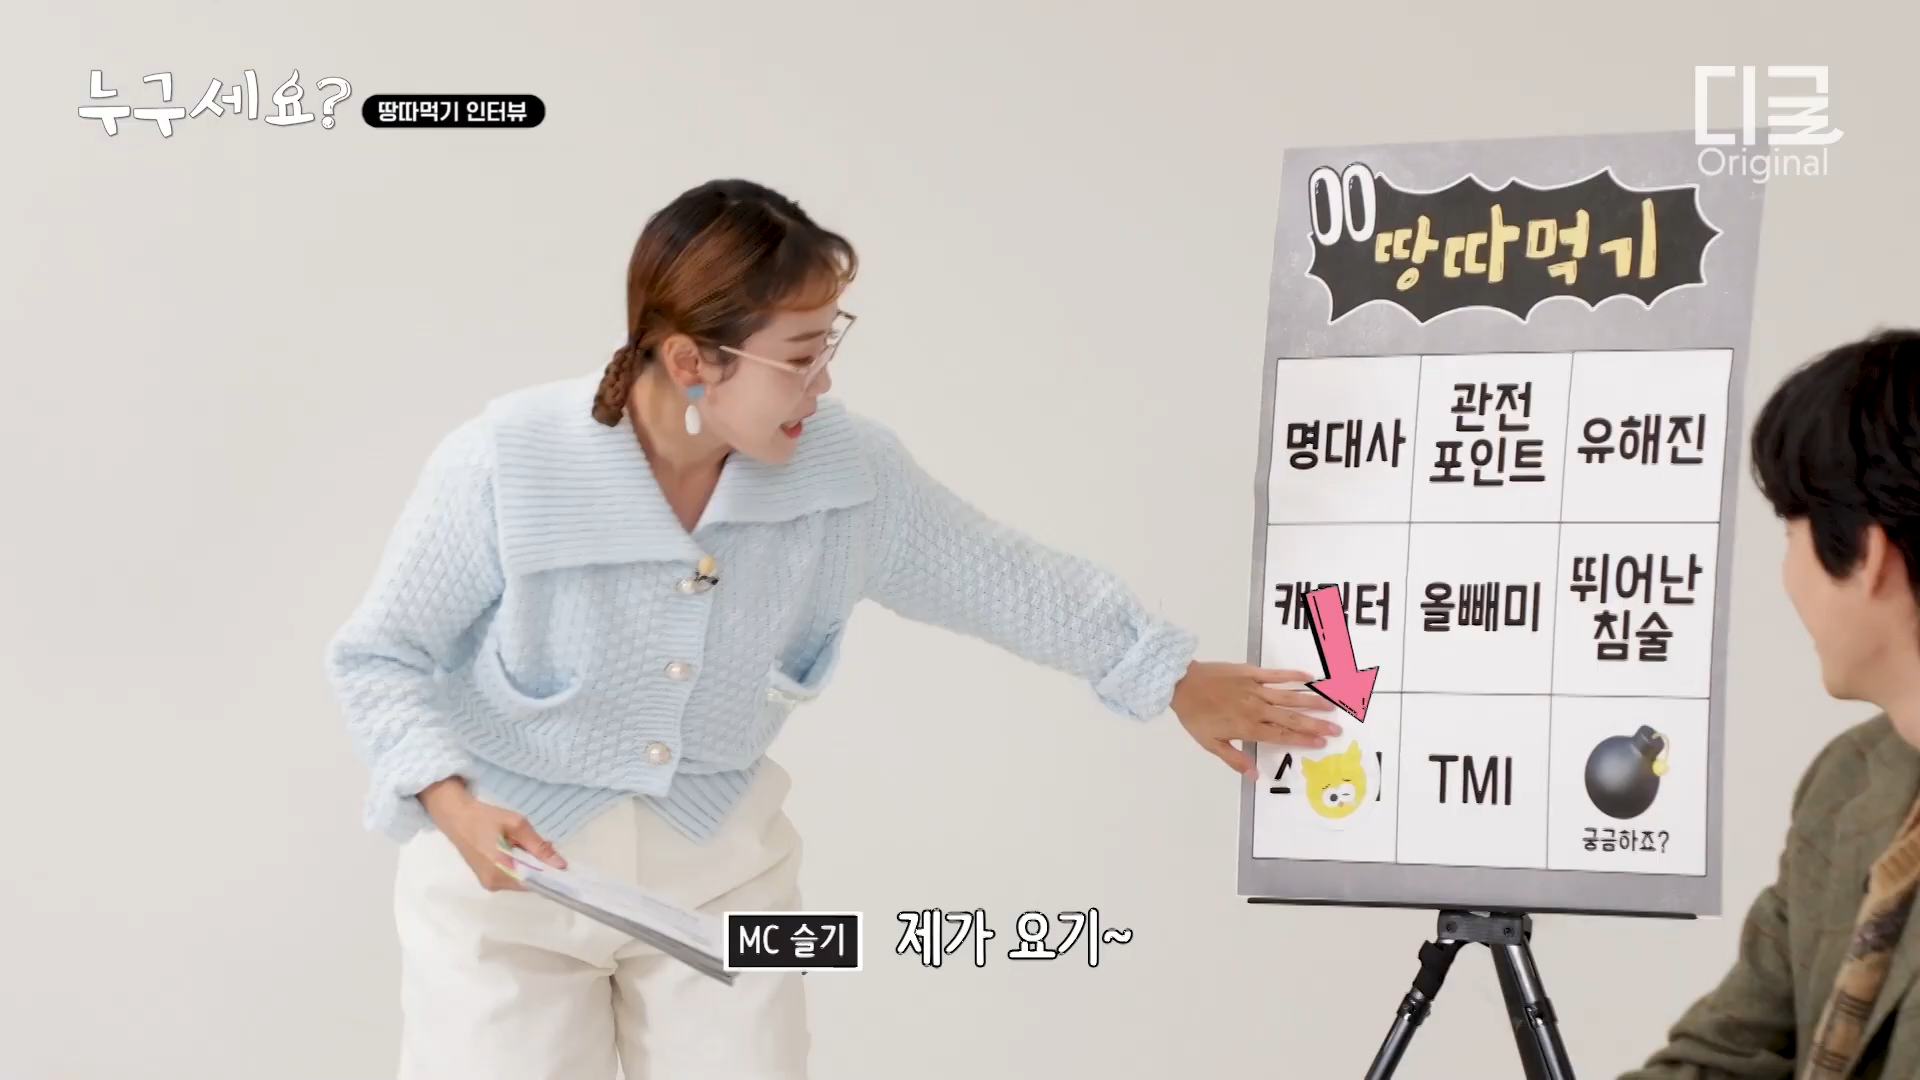 누구세요?
땅따먹기 인터뷰
디글
Original
땅따먹기
명대사
관전
포인트
유해진
올빼미
뛰어난
침술
TMI
궁금하죠?
MC 슬기
제가 요기~